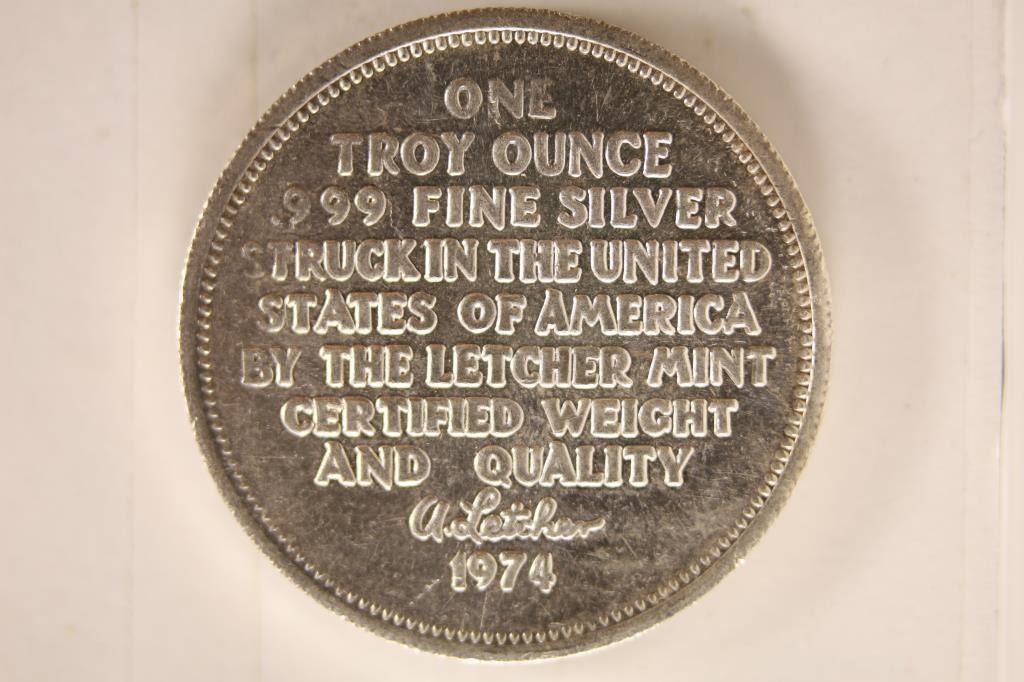 ONE
TROY OUNCE
.999 FINE SILVER
STRUCK IN THE UNITED
STATES OF AMERICA
BY THE LETCHER MINT
CERTIFIED WEIGHT
AND QUALITY
A. Letcher
1974